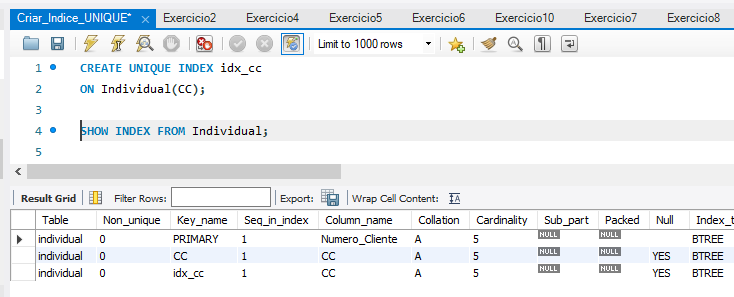 Criar_Indice_UNIQUE* Exercicio2 Exercicio4 Exercicio5 Exercicio6 Exercicio10 Exercicio7 Exercicio8
Limit to 1000 rows
1 CREATE UNIQUE INDEX idx_cc
2 ON Individual(CC);
3
4 SHOW INDEX FROM Individual;
5
Result Grid Filter Rows: Export: Wrap Cell Content:
Table Non_unique Key_name Seq_in_index Column_name Collation Cardinality Sub_part Packed Null Index_t
individual 0 PRIMARY 1 Numero_Cliente A 5 NULL NULL BTREE
individual 0 CC 1 CC A 5 NULL NULL YES BTREE
individual 0 idx_cc 1 CC A 5 NULL NULL YES BTREE